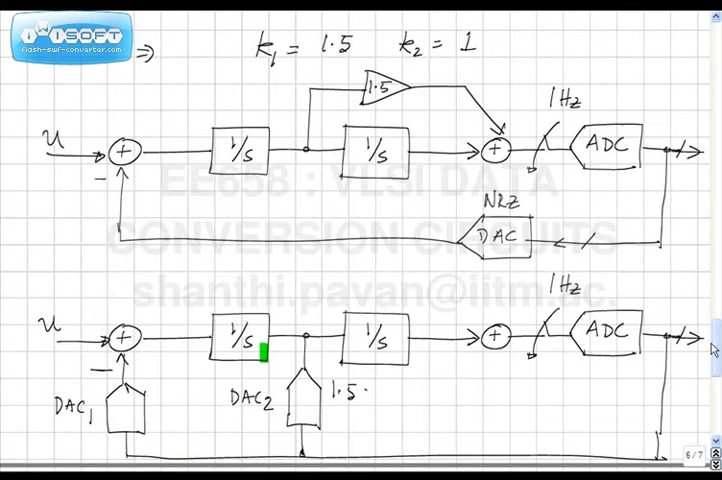 iWiSOFT
flash-swf-converter.com
⇒ k₁ = 1.5 k₂ = 1
1.5
1Hz
u + 1/s 1/s + ADC
−
NRZ
DAC
EE658 : VLSI DATA
CONVERSION CIRCUITS
shanthi.pavan@iitm.ac.
1Hz
u + 1/s 1/s + ADC
−
DAC₁ DAC₂ 1.5
6/7